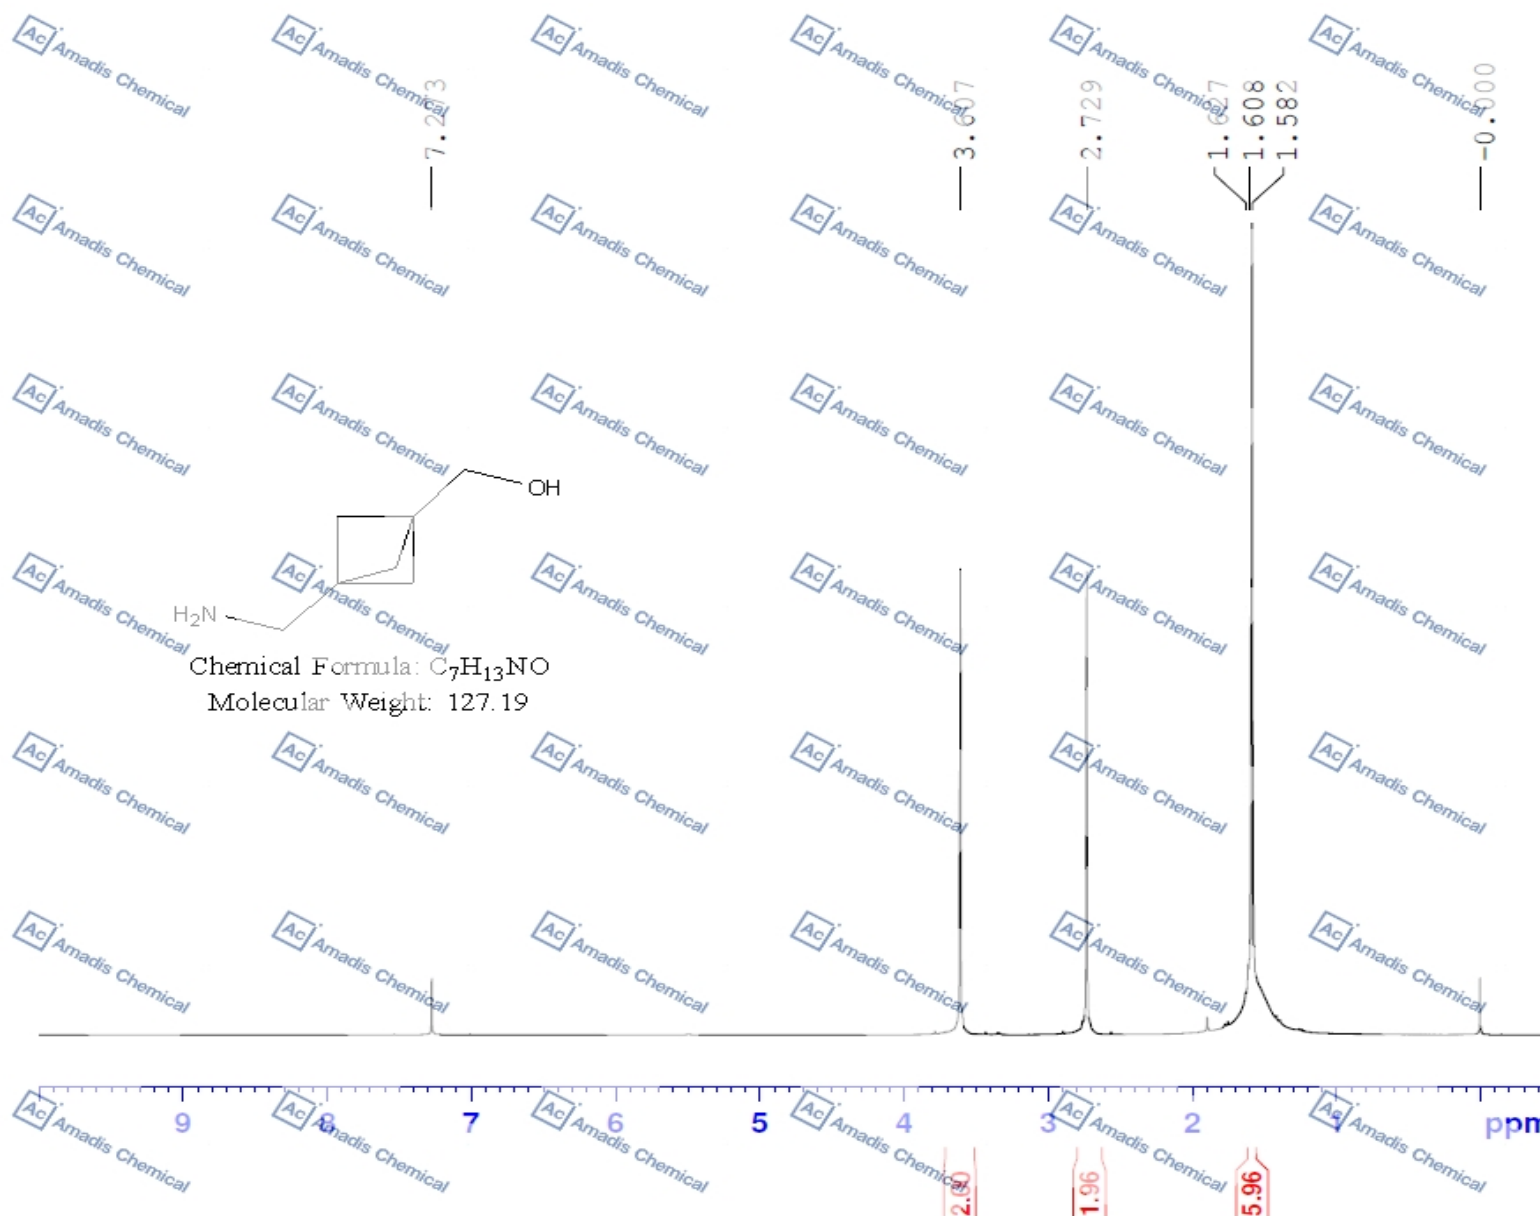 Ac Amadis Chemical
7.273
3.607
2.729
1.627
1.608
1.582
-0.000
OH
H₂N
Chemical Formula: C₇H₁₃NO
Molecular Weight: 127.19
9 8 7 6 5 4 3 2 1 ppm
2.00
1.96
5.96